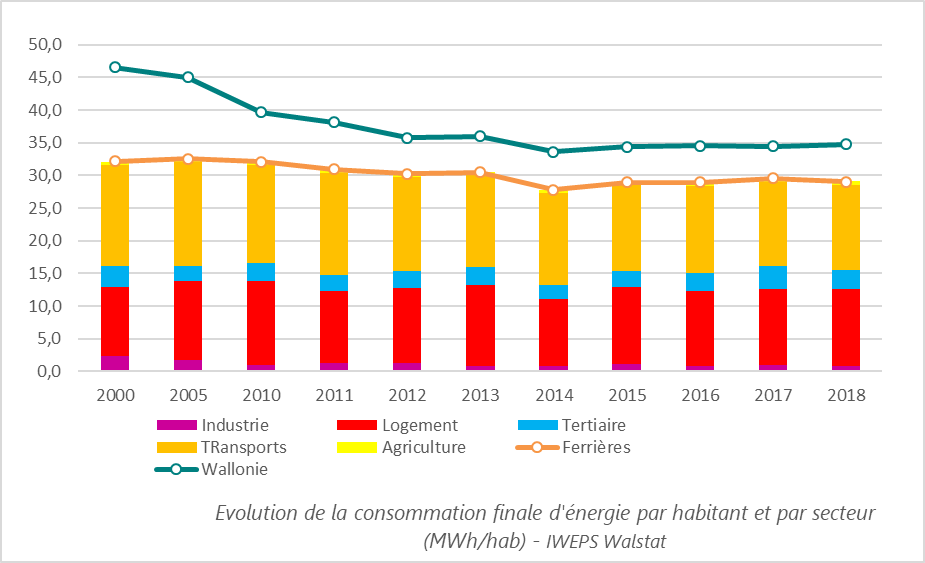 50,0
45,0
40,0
35,0
30,0
25,0
20,0
15,0
10,0
5,0
0,0
2000 2005 2010 2011 2012 2013 2014 2015 2016 2017 2018
Industrie Logement Tertiaire
TRansports Agriculture Ferrières
Wallonie
Evolution de la consommation finale d'énergie par habitant et par secteur
(MWh/hab) - IWEPS Walstat